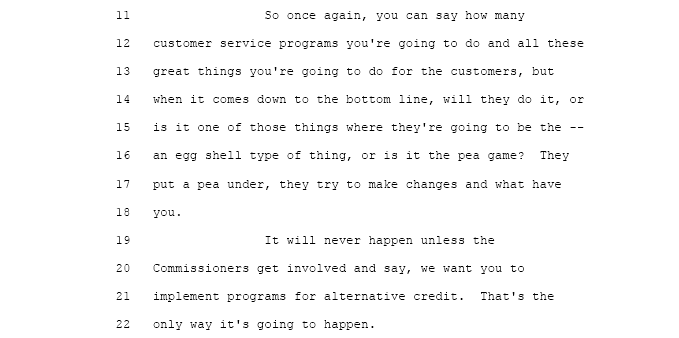 11 So once again, you can say how many
12 customer service programs you're going to do and all these
13 great things you're going to do for the customers, but
14 when it comes down to the bottom line, will they do it, or
15 is it one of those things where they're going to be the --
16 an egg shell type of thing, or is it the pea game?  They
17 put a pea under, they try to make changes and what have
18 you.
19 It will never happen unless the
20 Commissioners get involved and say, we want you to
21 implement programs for alternative credit.  That's the
22 only way it's going to happen.